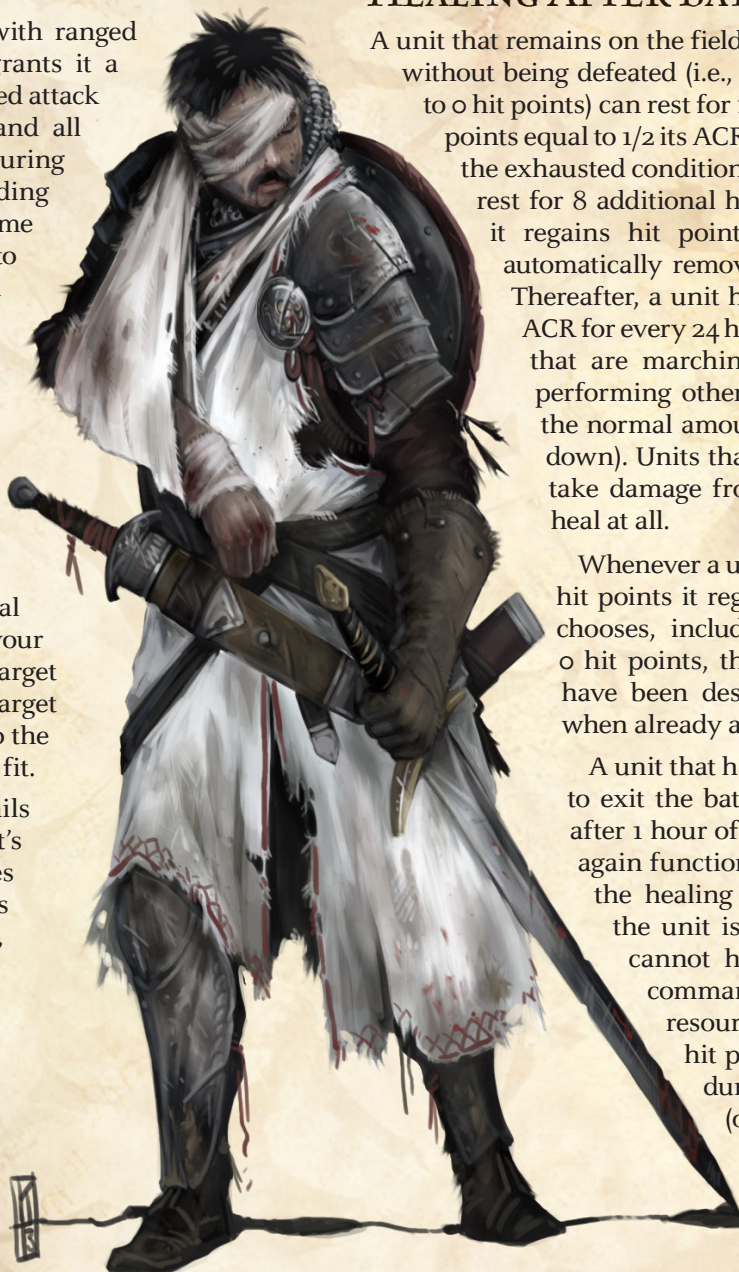 with ranged
grants it a
ed attack
and all
uring
ding
me
to
al
your
arget
arget
o the
fit.
ils
t's
es
s
HEALING AFTER BAT
A unit that remains on the field
without being defeated (i.e.,
to 0 hit points) can rest for 1
points equal to 1/2 its ACR
the exhausted condition
rest for 8 additional h
it regains hit point
automatically remov
Thereafter, a unit h
ACR for every 24 h
that are marchin
performing other
the normal amou
down). Units tha
take damage fro
heal at all.
Whenever a u
hit points it reg
chooses, includ
0 hit points, th
have been des
when already a
A unit that h
to exit the bat
after 1 hour of
again function
the healing
the unit is
cannot h
comman
resour
hit p
dur
(o